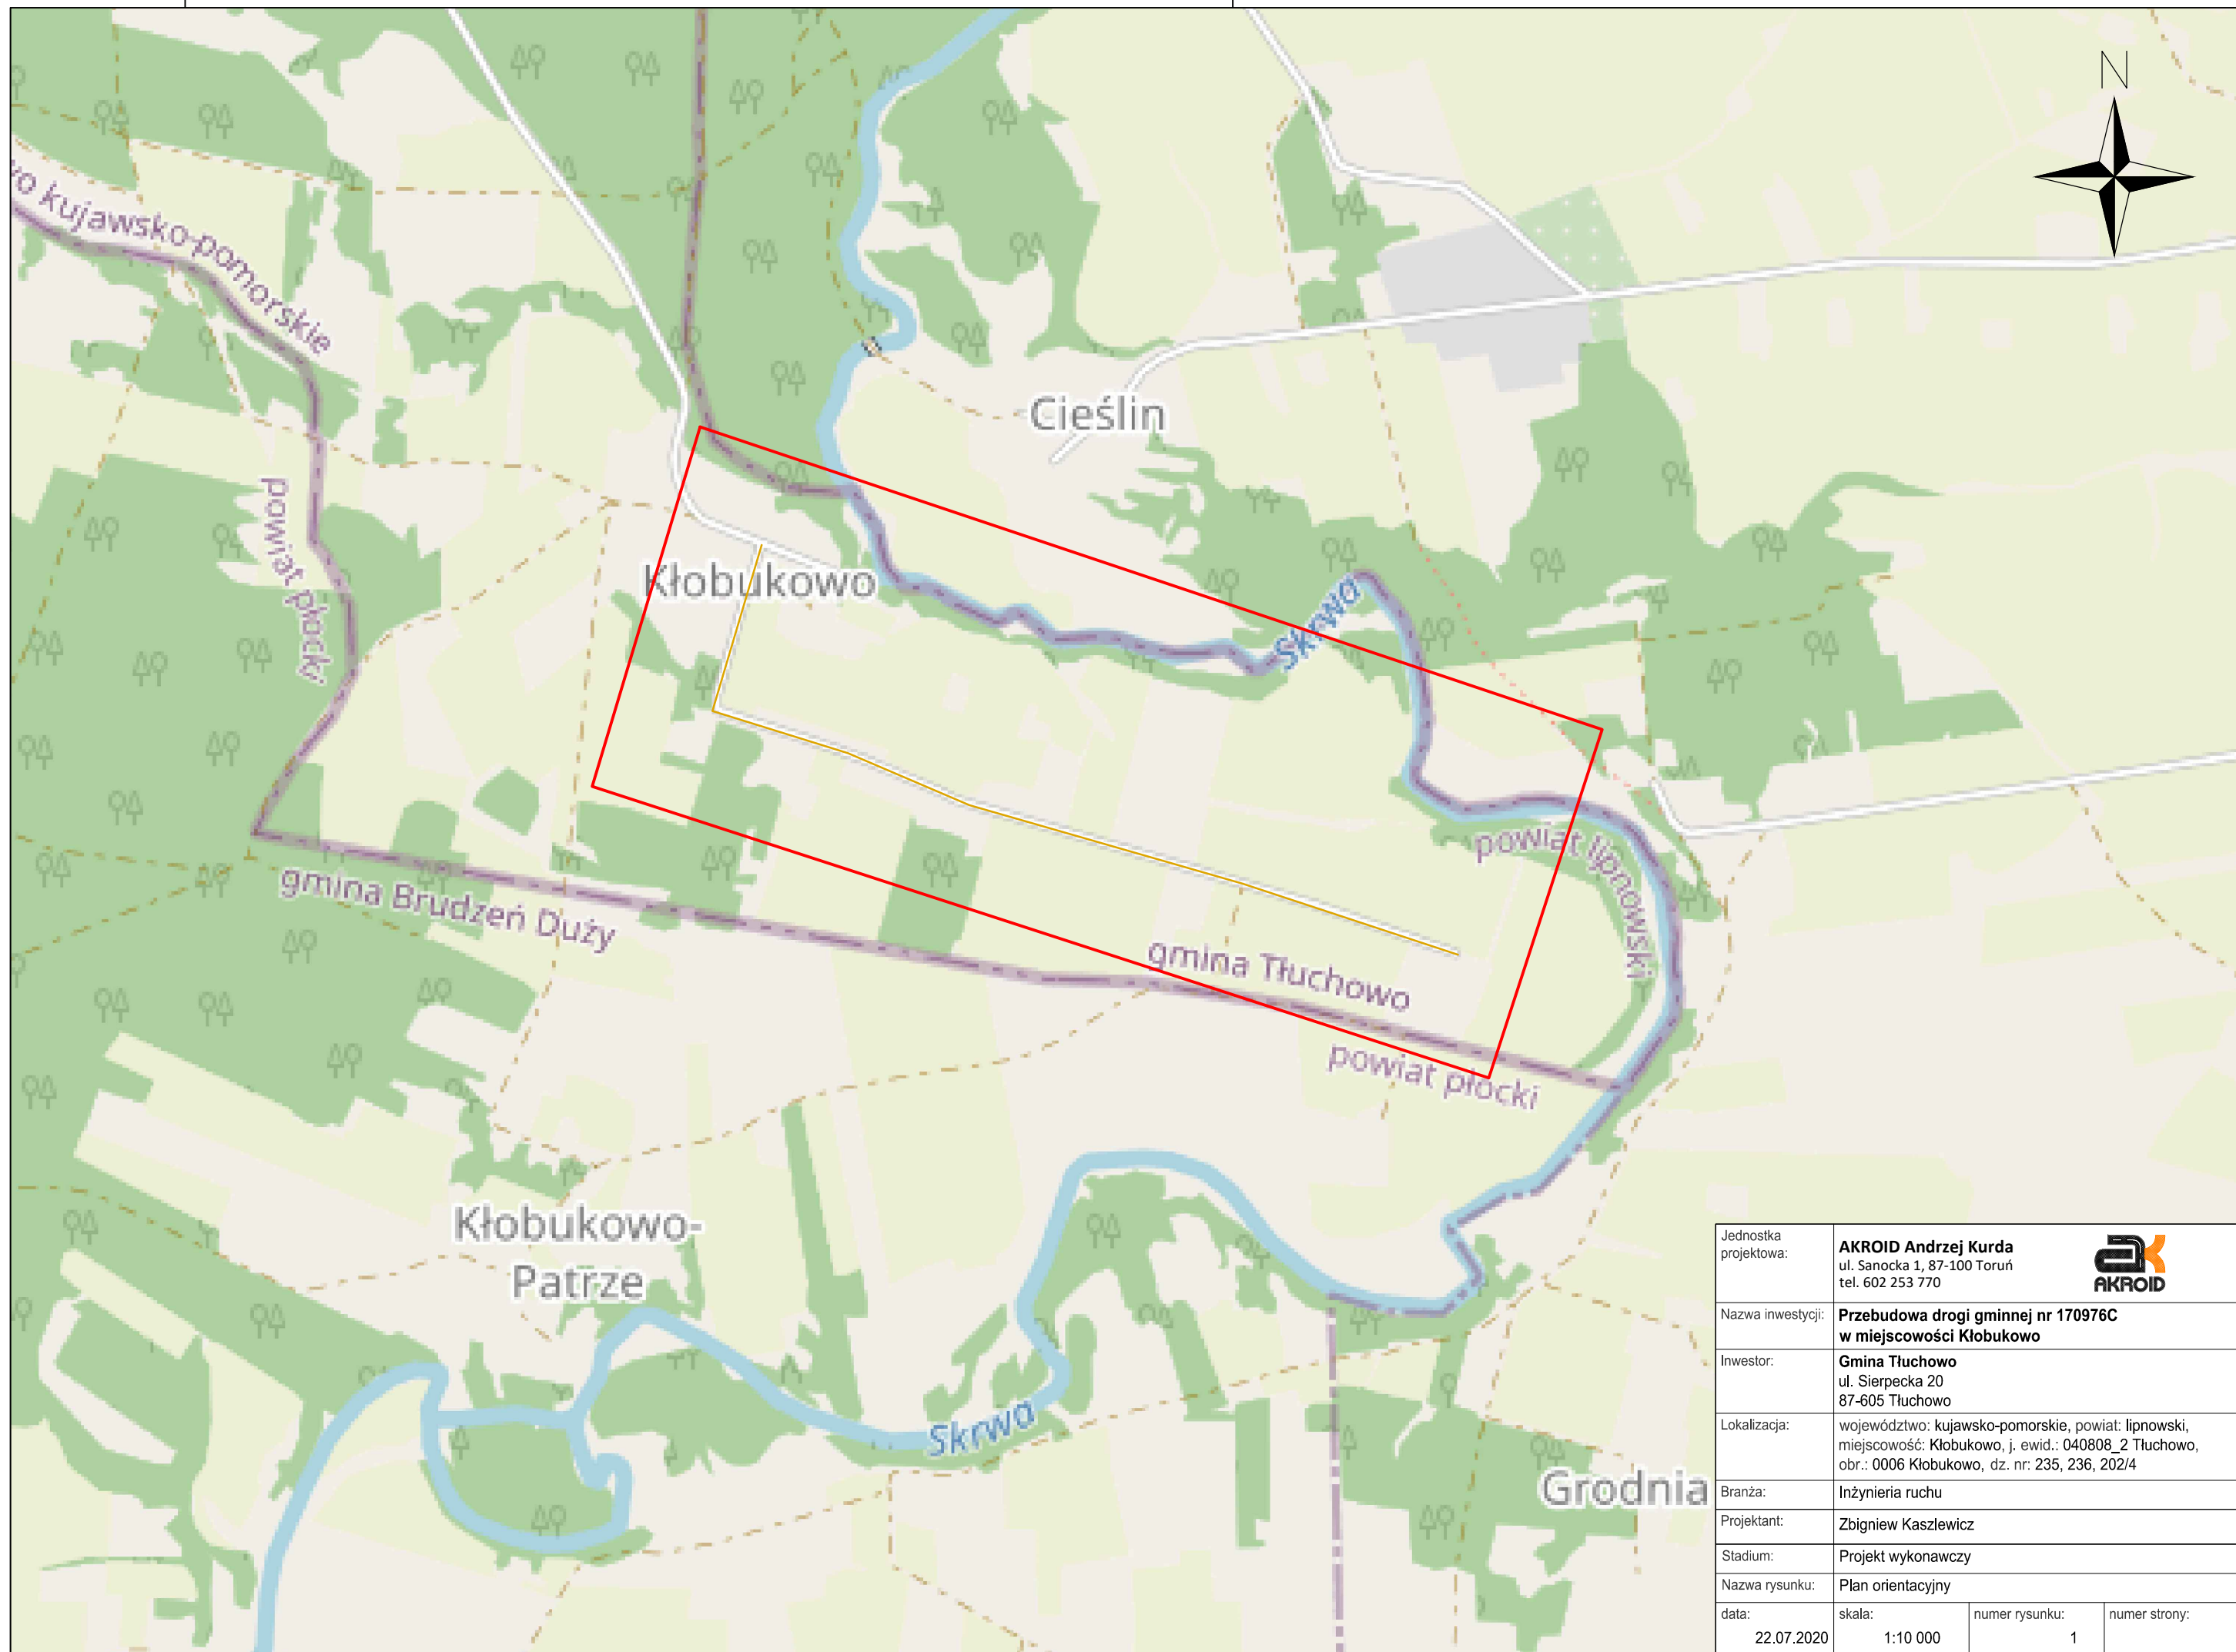 N
wo kujawsko-pomorskie
powiat płocki
Cieślin
Kłobukowo
Skrwa
powiat lipnowski
gmina Brudzeń Duży
gmina Tłuchowo
powiat płocki
Kłobukowo-
Patrze
Skrwa
Grodnia
Jednostka
projektowa:
AKROID Andrzej Kurda
ul. Sanocka 1, 87-100 Toruń
tel. 602 253 770
AKROID
Nazwa inwestycji:
Przebudowa drogi gminnej nr 170976C
w miejscowości Kłobukowo
Inwestor:
Gmina Tłuchowo
ul. Sierpecka 20
87-605 Tłuchowo
Lokalizacja:
województwo: kujawsko-pomorskie, powiat: lipnowski,
miejscowość: Kłobukowo, j. ewid.: 040808_2 Tłuchowo,
obr.: 0006 Kłobukowo, dz. nr: 235, 236, 202/4
Branża:
Inżynieria ruchu
Projektant:
Zbigniew Kaszlewicz
Stadium:
Projekt wykonawczy
Nazwa rysunku:
Plan orientacyjny
data:
22.07.2020
skala:
1:10 000
numer rysunku:
1
numer strony: